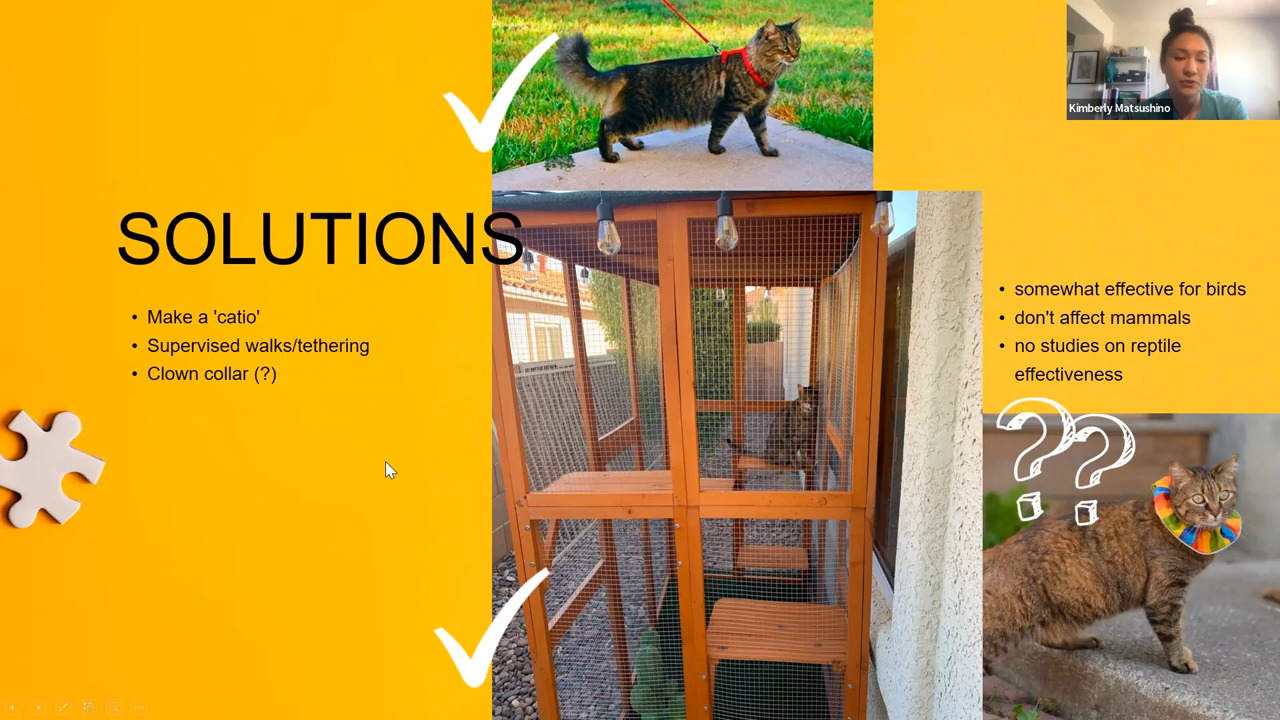 Kimberly Matsushino
SOLUTIONS
• Make a 'catio'
• Supervised walks/tethering
• Clown collar (?)
• somewhat effective for birds
• don't affect mammals
• no studies on reptile
effectiveness
??